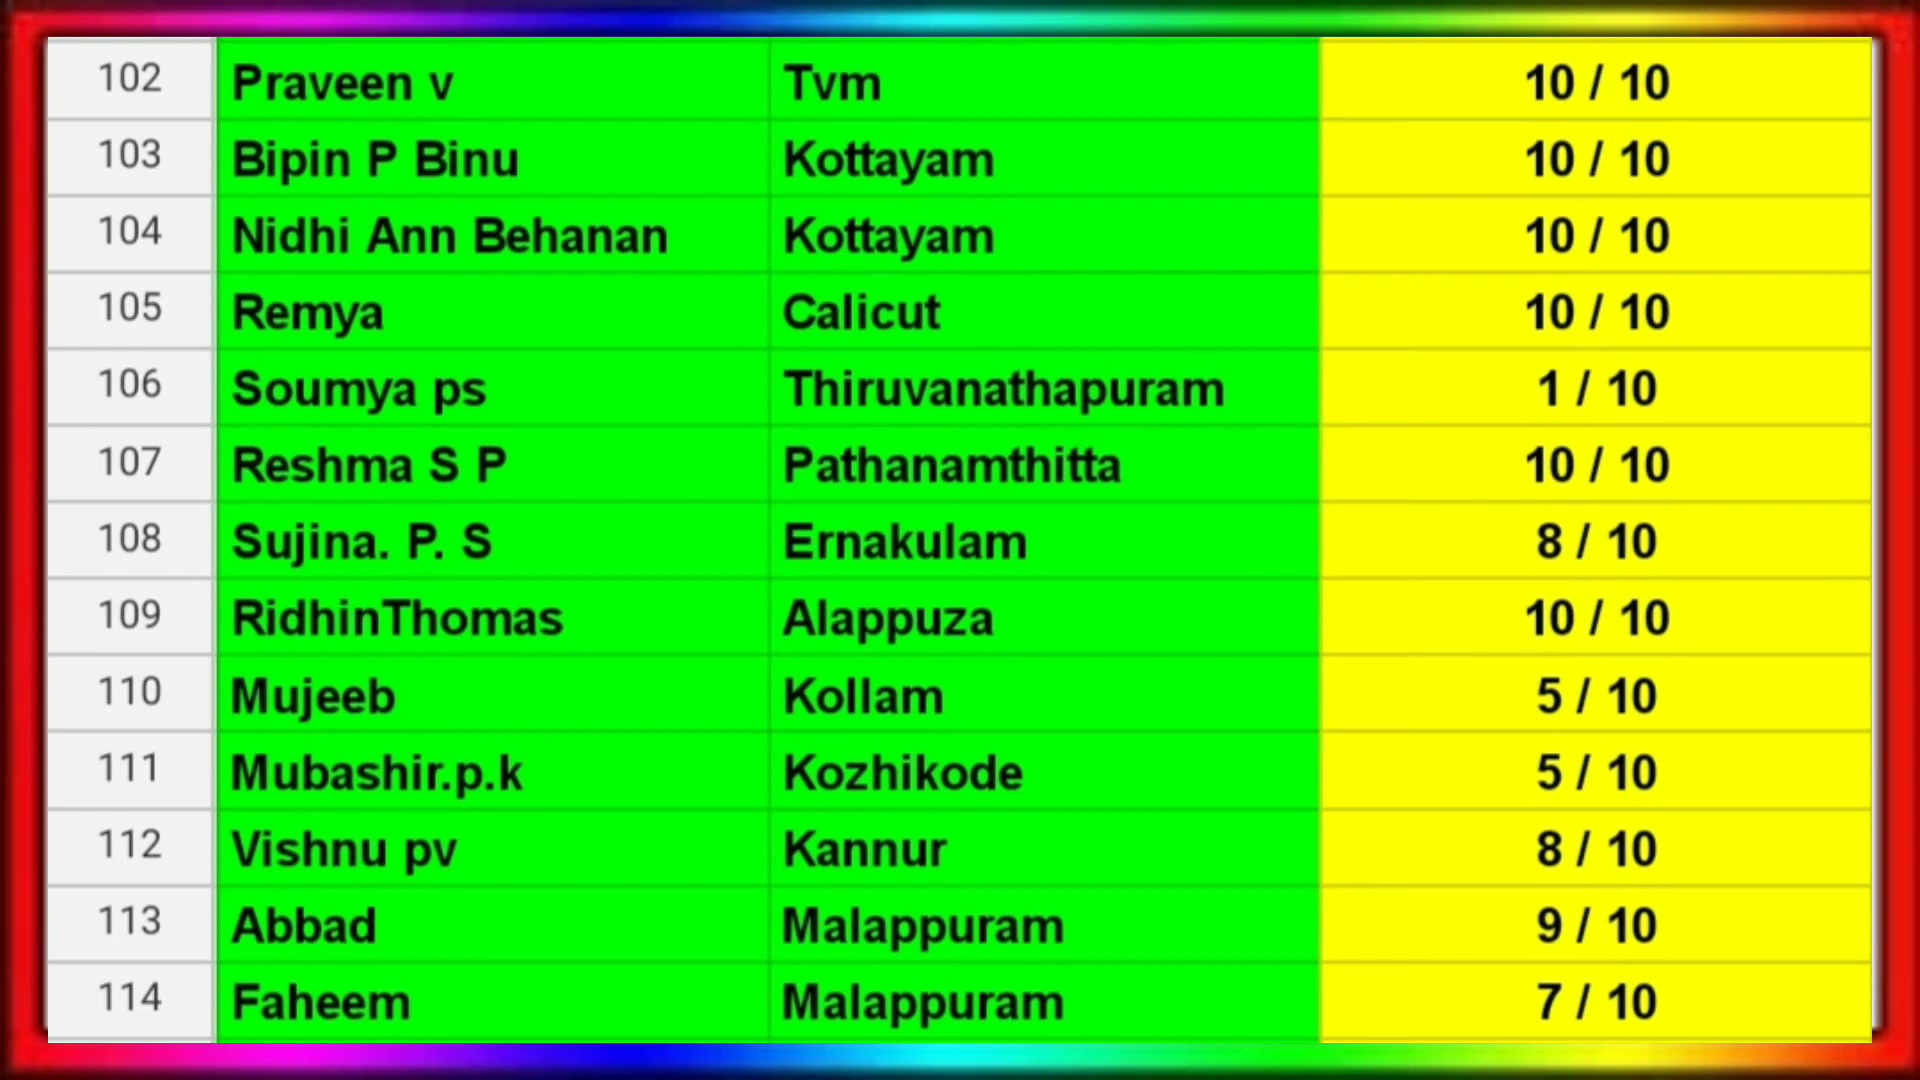 102 Praveen v Tvm 10 / 10
103 Bipin P Binu Kottayam 10 / 10
104 Nidhi Ann Behanan Kottayam 10 / 10
105 Remya Calicut 10 / 10
106 Soumya ps Thiruvanathapuram 1 / 10
107 Reshma S P Pathanamthitta 10 / 10
108 Sujina. P. S Ernakulam 8 / 10
109 RidhinThomas Alappuza 10 / 10
110 Mujeeb Kollam 5 / 10
111 Mubashir.p.k Kozhikode 5 / 10
112 Vishnu pv Kannur 8 / 10
113 Abbad Malappuram 9 / 10
114 Faheem Malappuram 7 / 10